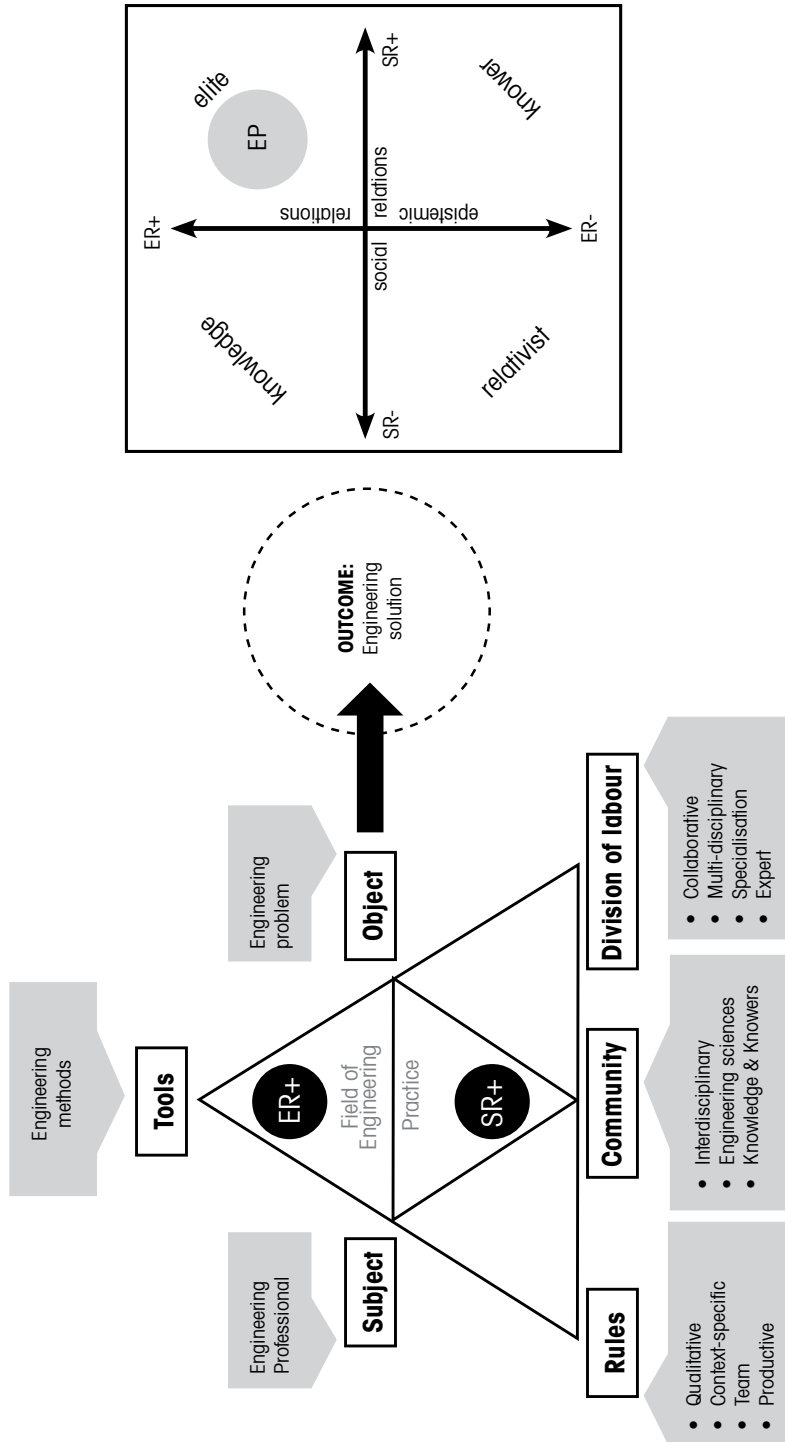 Engineering
methods
Tools
Engineering
Professional
Subject
Engineering
problem
Object
ER+
Field of
Engineering
Practice
SR+
OUTCOME:
Engineering
solution
Rules
• Qualitative
• Context-specific
• Team
• Productive
Community
• Interdisciplinary
• Engineering sciences
• Knowledge & Knowers
Division of labour
• Collaborative
• Multi-disciplinary
• Specialisation
• Expert
ER+
knowledge
elite
EP
epistemic
relations
SR-
social
relations
SR+
relativist
knower
ER-